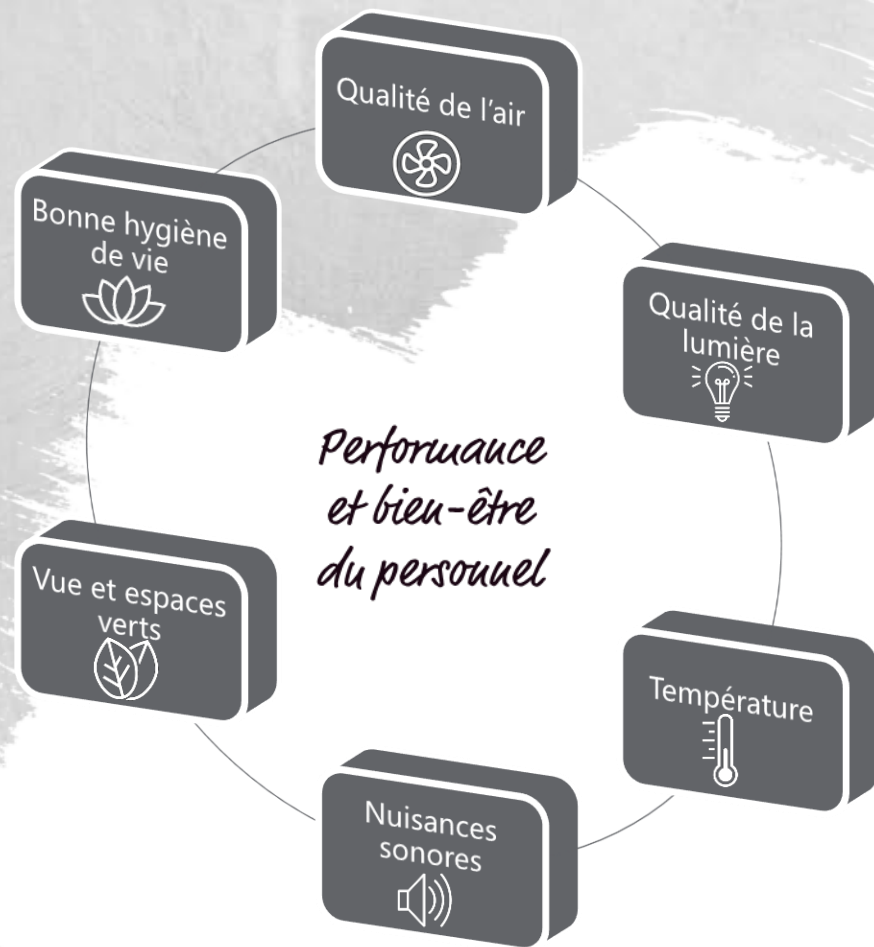 Qualité de l'air
Bonne hygiène
de vie
Qualité de la
lumière
Performance
et bien-être
du personnel
Vue et espaces
verts
Température
Nuisances
sonores